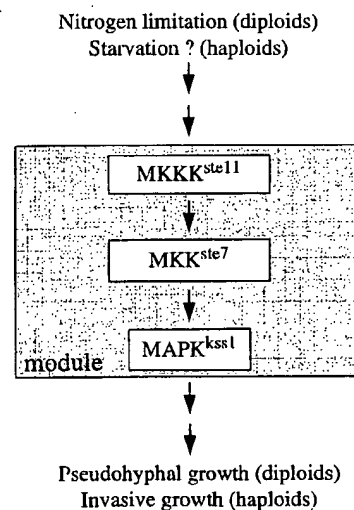 Nitrogen limitation (diploids)
Starvation ? (haploids)
MKKK^ste11
MKK^ste7
MAPK^kss1
module
Pseudohyphal growth (diploids)
Invasive growth (haploids)